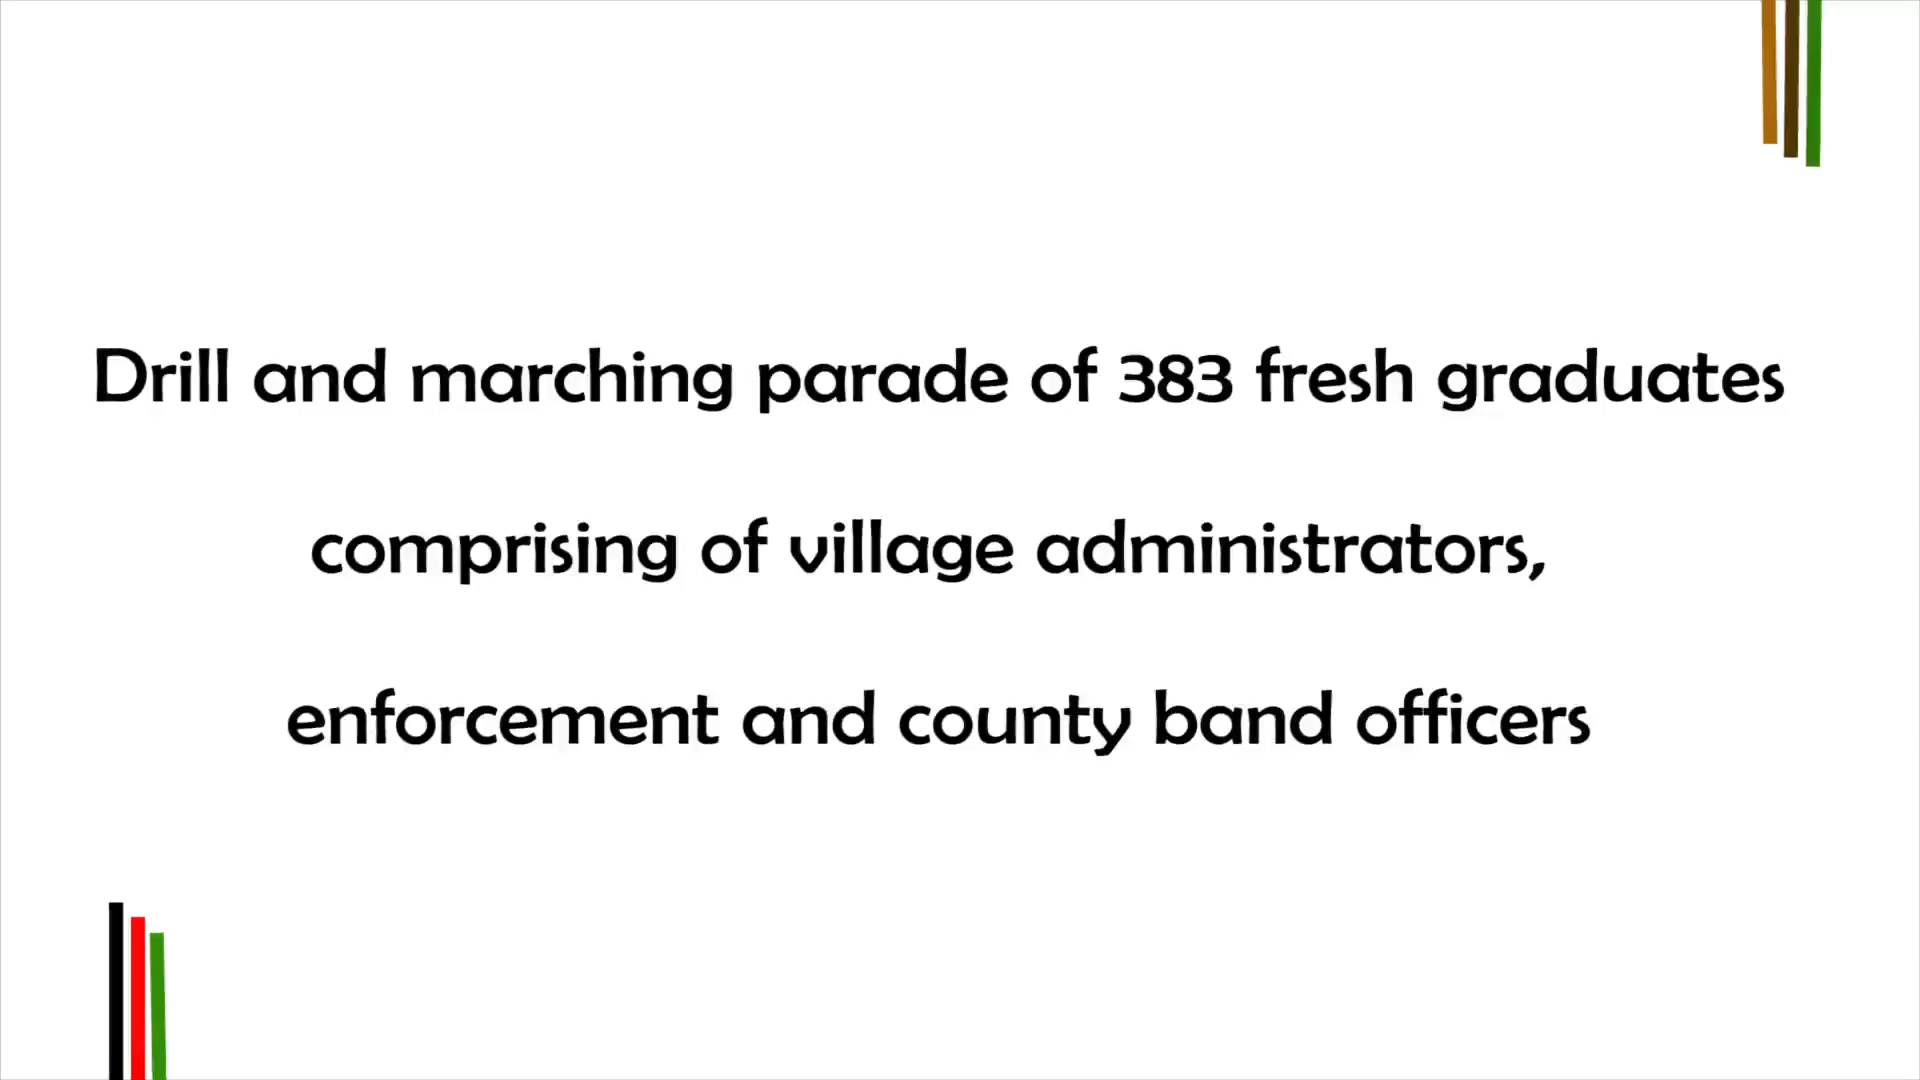 Drill and marching parade of 383 fresh graduates
comprising of village administrators,
enforcement and county band officers